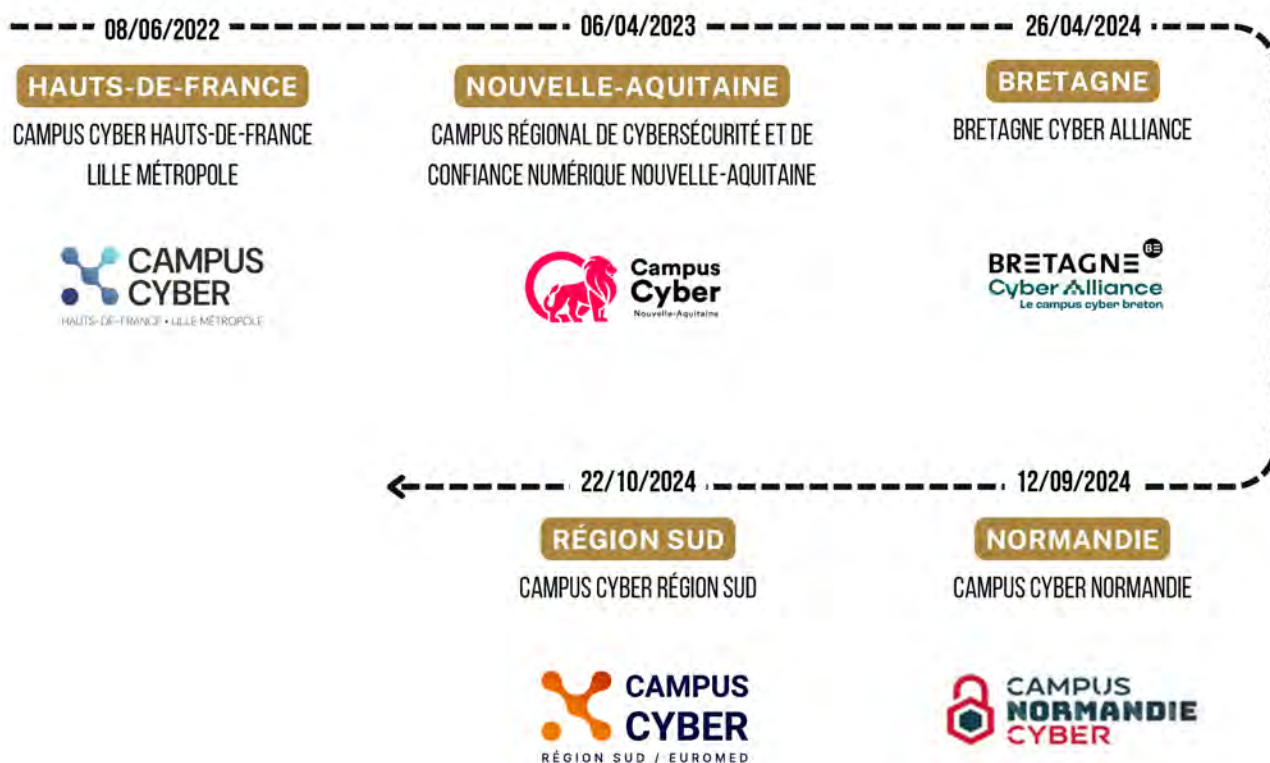 08/06/2022
06/04/2023
26/04/2024
HAUTS-DE-FRANCE
NOUVELLE-AQUITAINE
BRETAGNE
CAMPUS CYBER HAUTS-DE-FRANCE
LILLE MÉTROPOLE
CAMPUS RÉGIONAL DE CYBERSÉCURITÉ ET DE
CONFIANCE NUMÉRIQUE NOUVELLE-AQUITAINE
BRETAGNE CYBER ALLIANCE
CAMPUS
CYBER
HAUTS-DE-FRANCE • LILLE MÉTROPOLE
Campus
Cyber
Nouvelle-Aquitaine
BRETAGNE BE
Cyber Alliance
Le campus cyber breton
22/10/2024
12/09/2024
RÉGION SUD
NORMANDIE
CAMPUS CYBER RÉGION SUD
CAMPUS CYBER NORMANDIE
CAMPUS
CYBER
RÉGION SUD / EUROMED
CAMPUS
NORMANDIE
CYBER